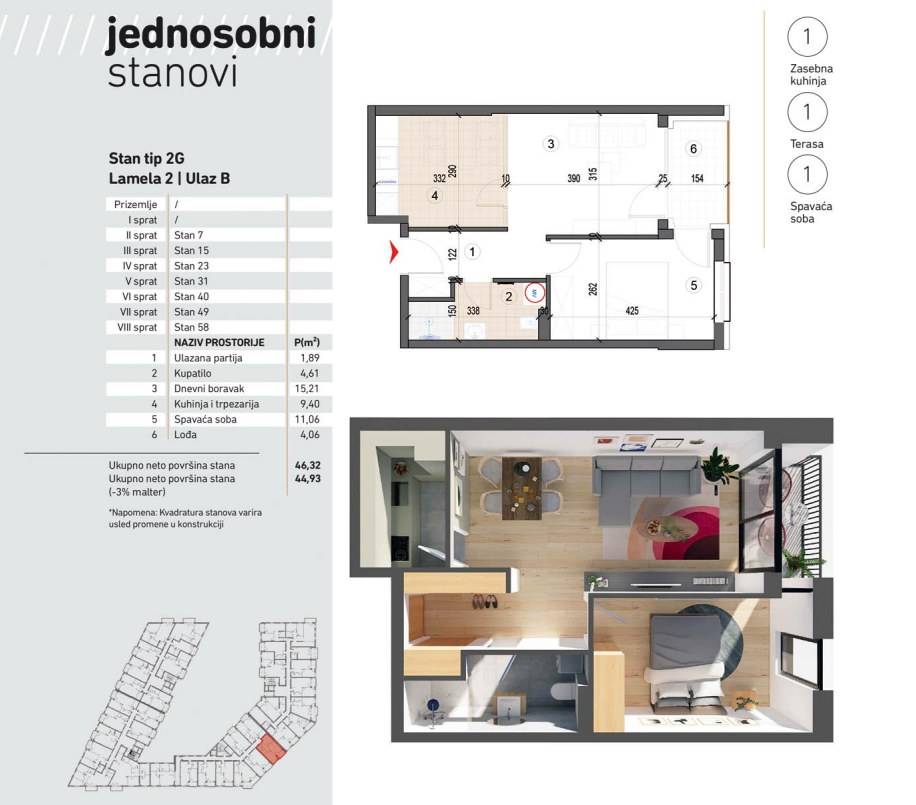 jednosobni
stanovi
Stan tip 2G
Lamela 2 | Ulaz B
Prizemlje /
I sprat /
II sprat Stan 7
III sprat Stan 15
IV sprat Stan 23
V sprat Stan 31
VI sprat Stan 40
VII sprat Stan 49
VIII sprat Stan 58
NAZIV PROSTORIJE P(m²)
1 Ulazana partija 1,89
2 Kupatilo 4,61
3 Dnevni boravak 15,21
4 Kuhinja i trpezarija 9,40
5 Spavaća soba 11,06
6 Lođa 4,06
Ukupno neto površina stana 46,32
Ukupno neto površina stana 44,93
(-3% malter)
*Napomena: Kvadratura stanova varira
usled promene u konstrukciji
1
Zasebna
kuhinja
1
Terasa
1
Spavaća
soba
3
6
290
332
10
390
315
25
154
4
10
10
122
1
262
5
10
2
MV
150
338
30
425